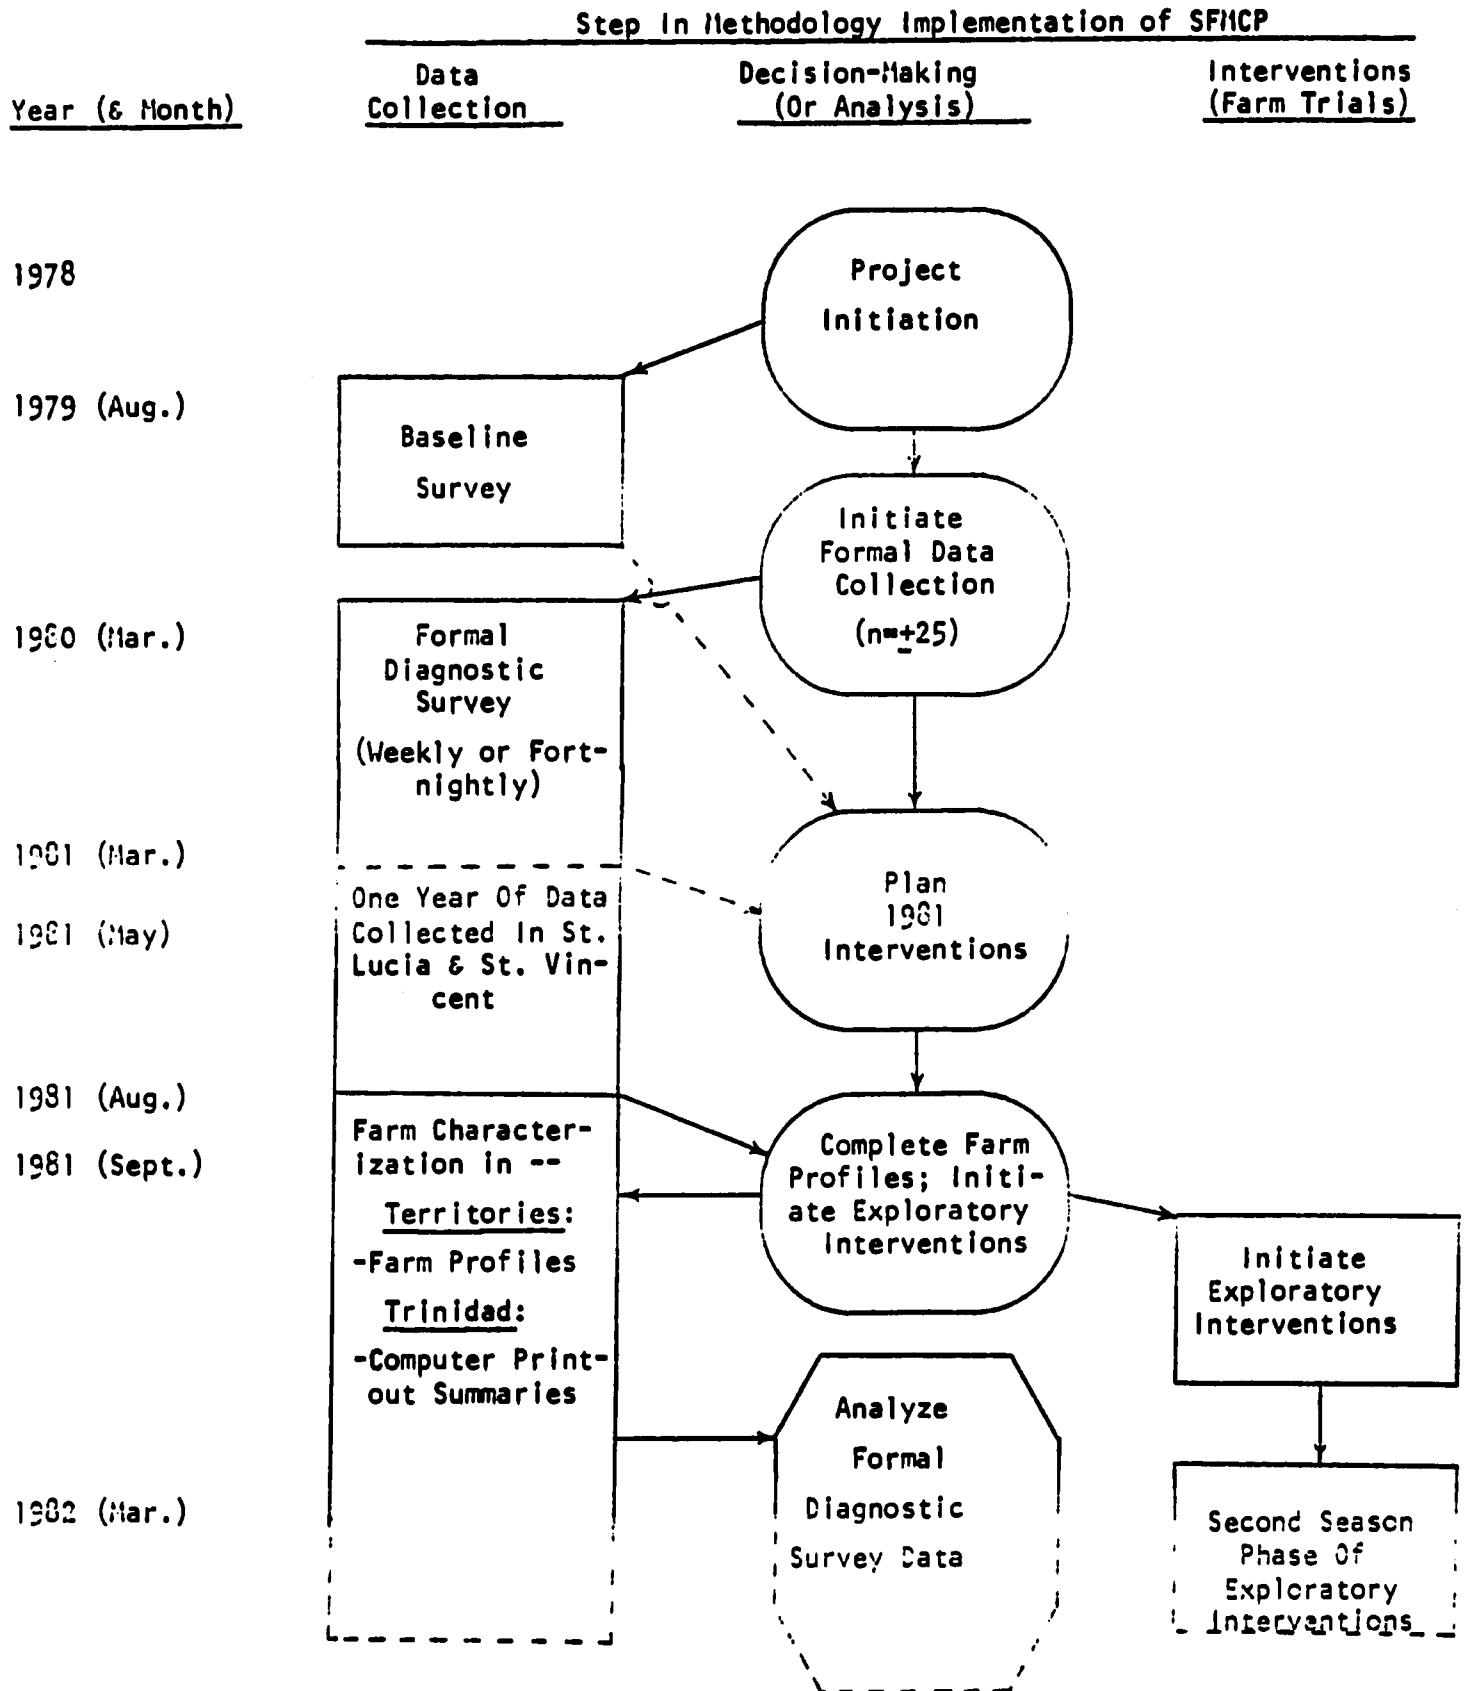 Step In Methodology Implementation of SFMCP
Year (& Month)
Data
Collection
Decision-Making
(Or Analysis)
Interventions
(Farm Trials)
1978
Project
Initiation
1979 (Aug.)
Baseline
Survey
Initiate
Formal Data
Collection
(n=±25)
1980 (Mar.)
Formal
Diagnostic
Survey
(Weekly or Fort-
nightly)
1981 (Mar.)
1981 (May)
One Year Of Data
Collected In St.
Lucia & St. Vin-
cent
Plan
1981
Interventions
1981 (Aug.)
1981 (Sept.)
Farm Character-
ization in --
Territories:
-Farm Profiles
Trinidad:
-Computer Print-
out Summaries
Complete Farm
Profiles; Initi-
ate Exploratory
Interventions
Initiate
Exploratory
Interventions
Analyze
Formal
Diagnostic
Survey Data
1982 (Mar.)
Second Season
Phase Of
Exploratory
Interventions